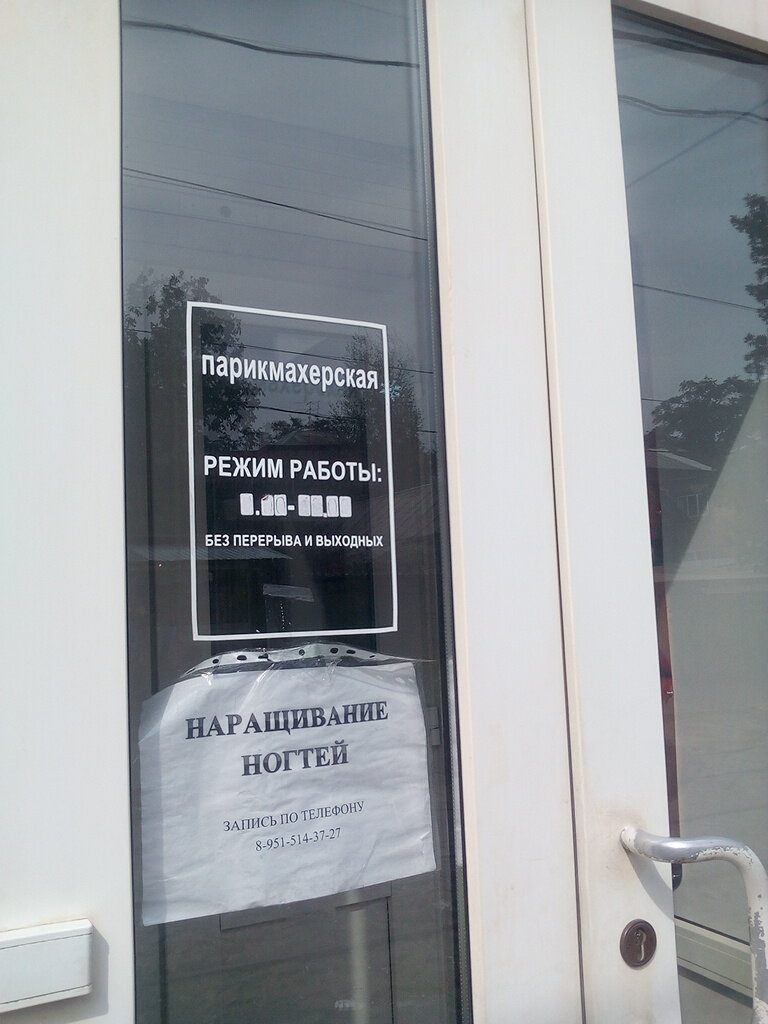 парикмахерская
РЕЖИМ РАБОТЫ:
БЕЗ ПЕРЕРЫВА И ВЫХОДНЫХ
НАРАЩИВАНИЕ
НОГТЕЙ
ЗАПИСЬ ПО ТЕЛЕФОНУ
8-951-514-37-27